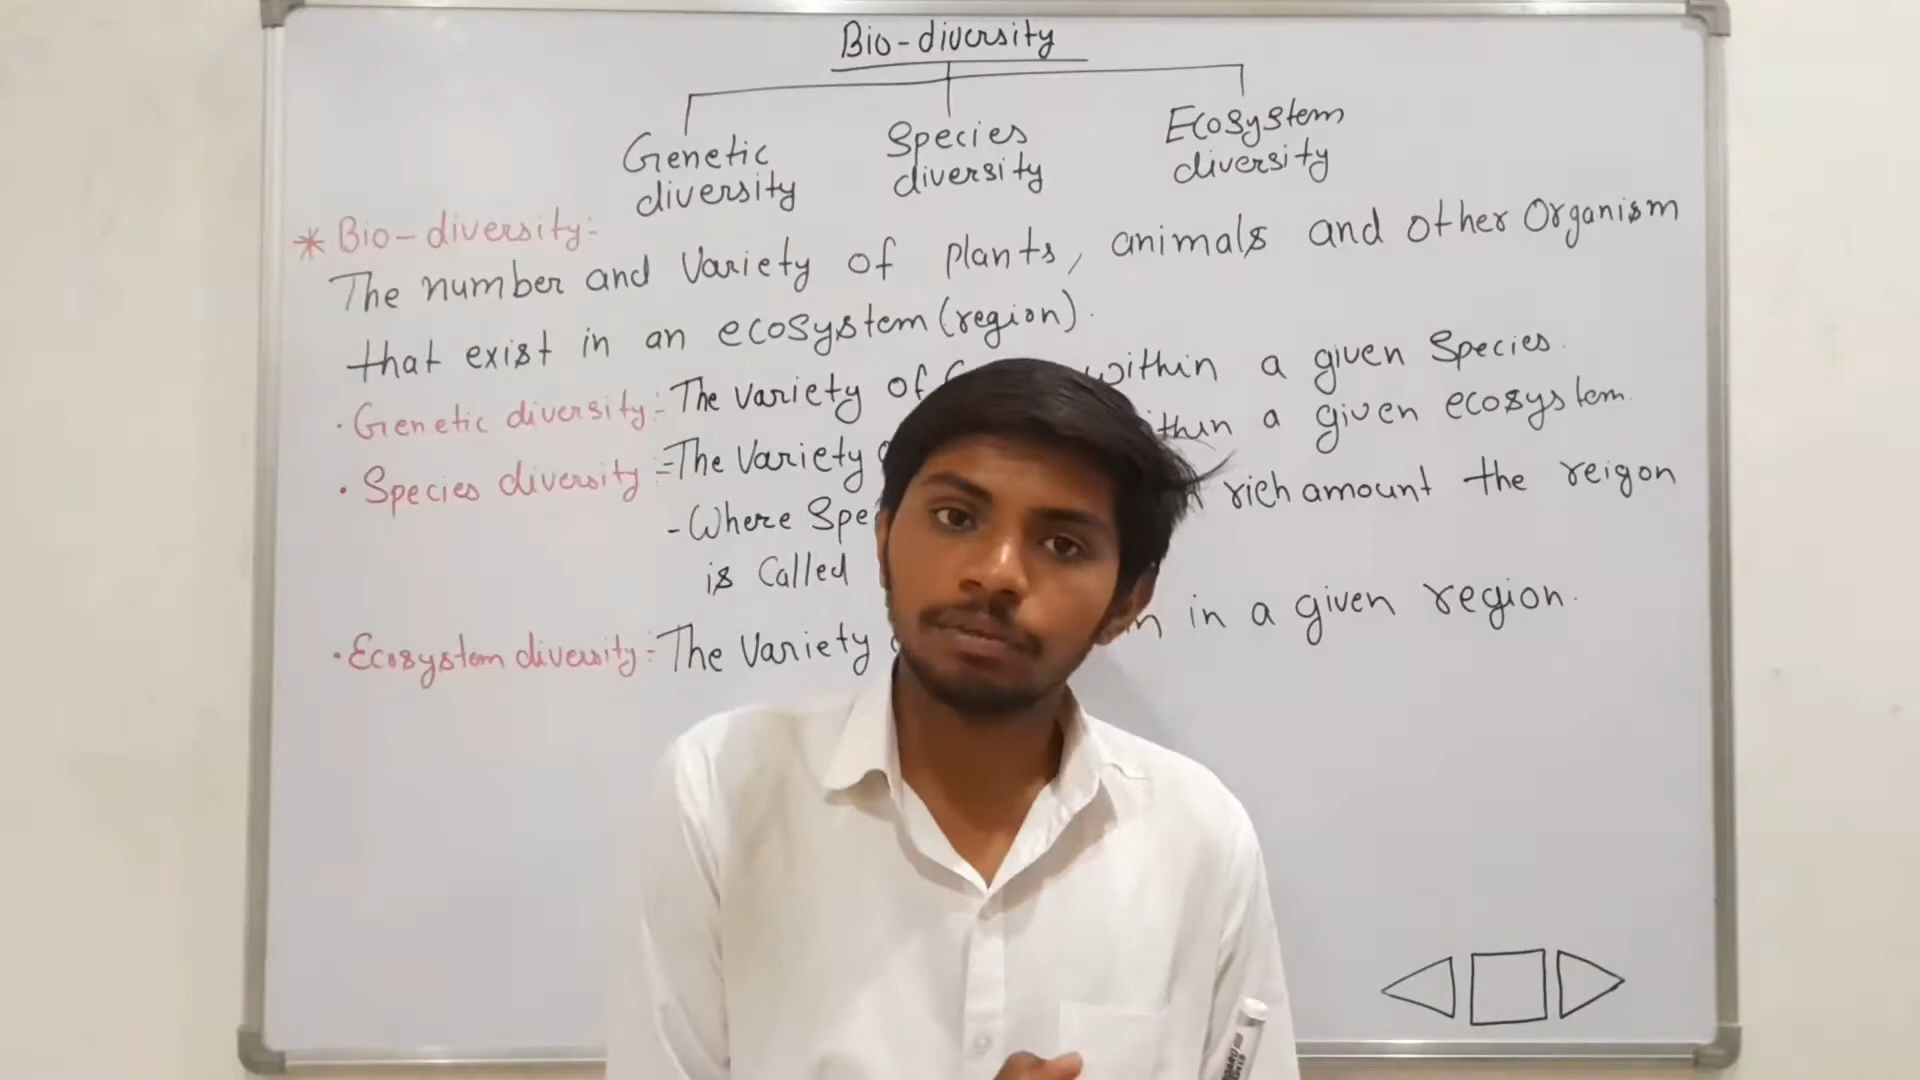 Bio-diversity
Genetic diversity
Species diversity
Ecosystem diversity
* Bio-diversity:-
The number and Variety of plants, animals and other Organism
that exist in an ecosystem (region).
· Genetic diversity:- The variety of within a given Species.
· Species diversity:- The Variety a given ecosystem.
- Where rich amount the reigon
is Called
· Ecosystem diversity:- The Variety in a given region.